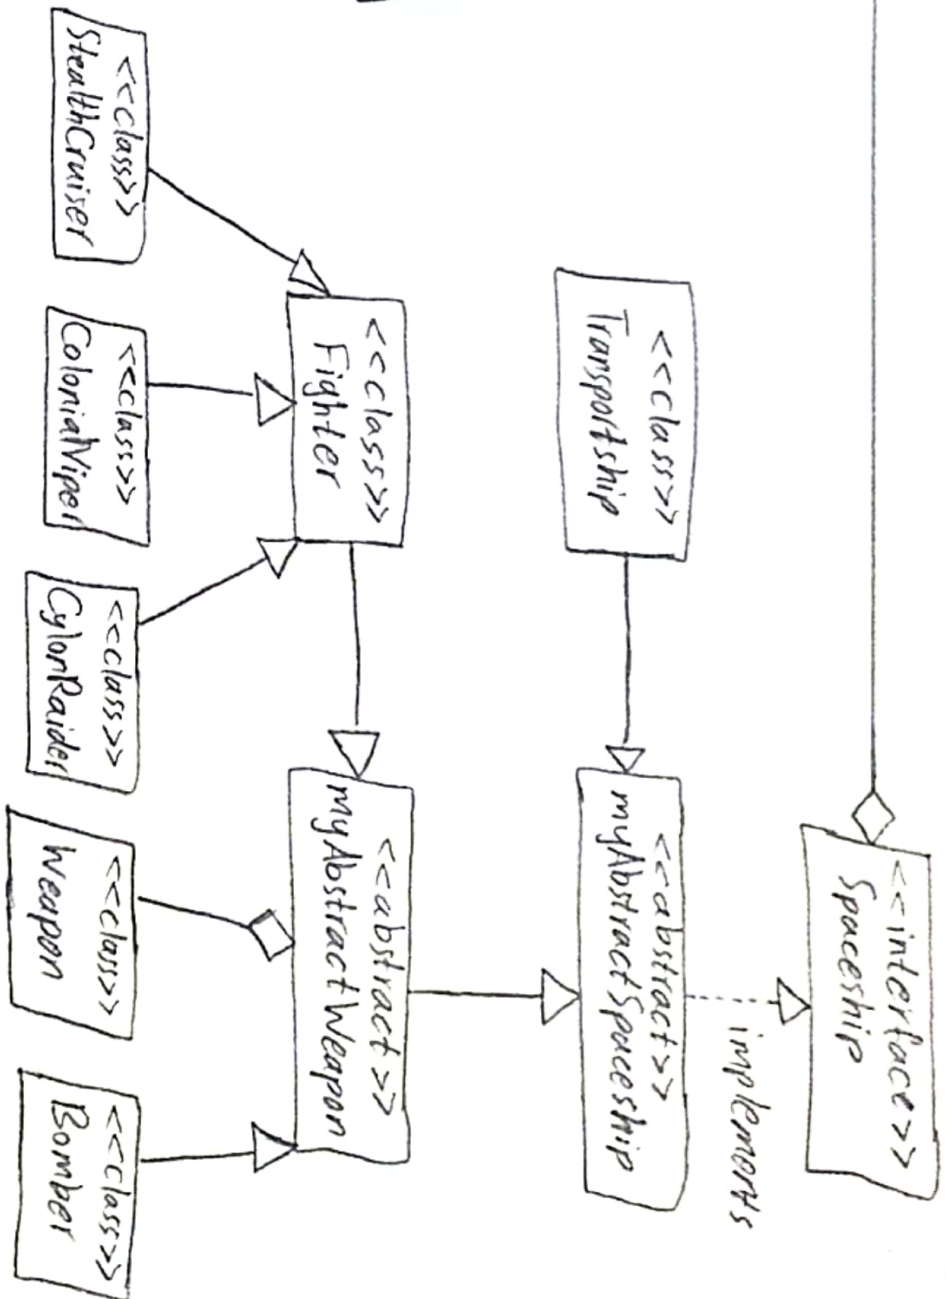 <<interface>>
Spaceship
implements
<<class>>
Transportship
<<abstract>>
myAbstractSpaceship
<<class>>
Fighter
<<abstract>>
myAbstractWeapon
<<class>>
StealthCruiser
<<class>>
ColonialViper
<<class>>
CylonRaider
<<class>>
Weapon
<<class>>
Bomber